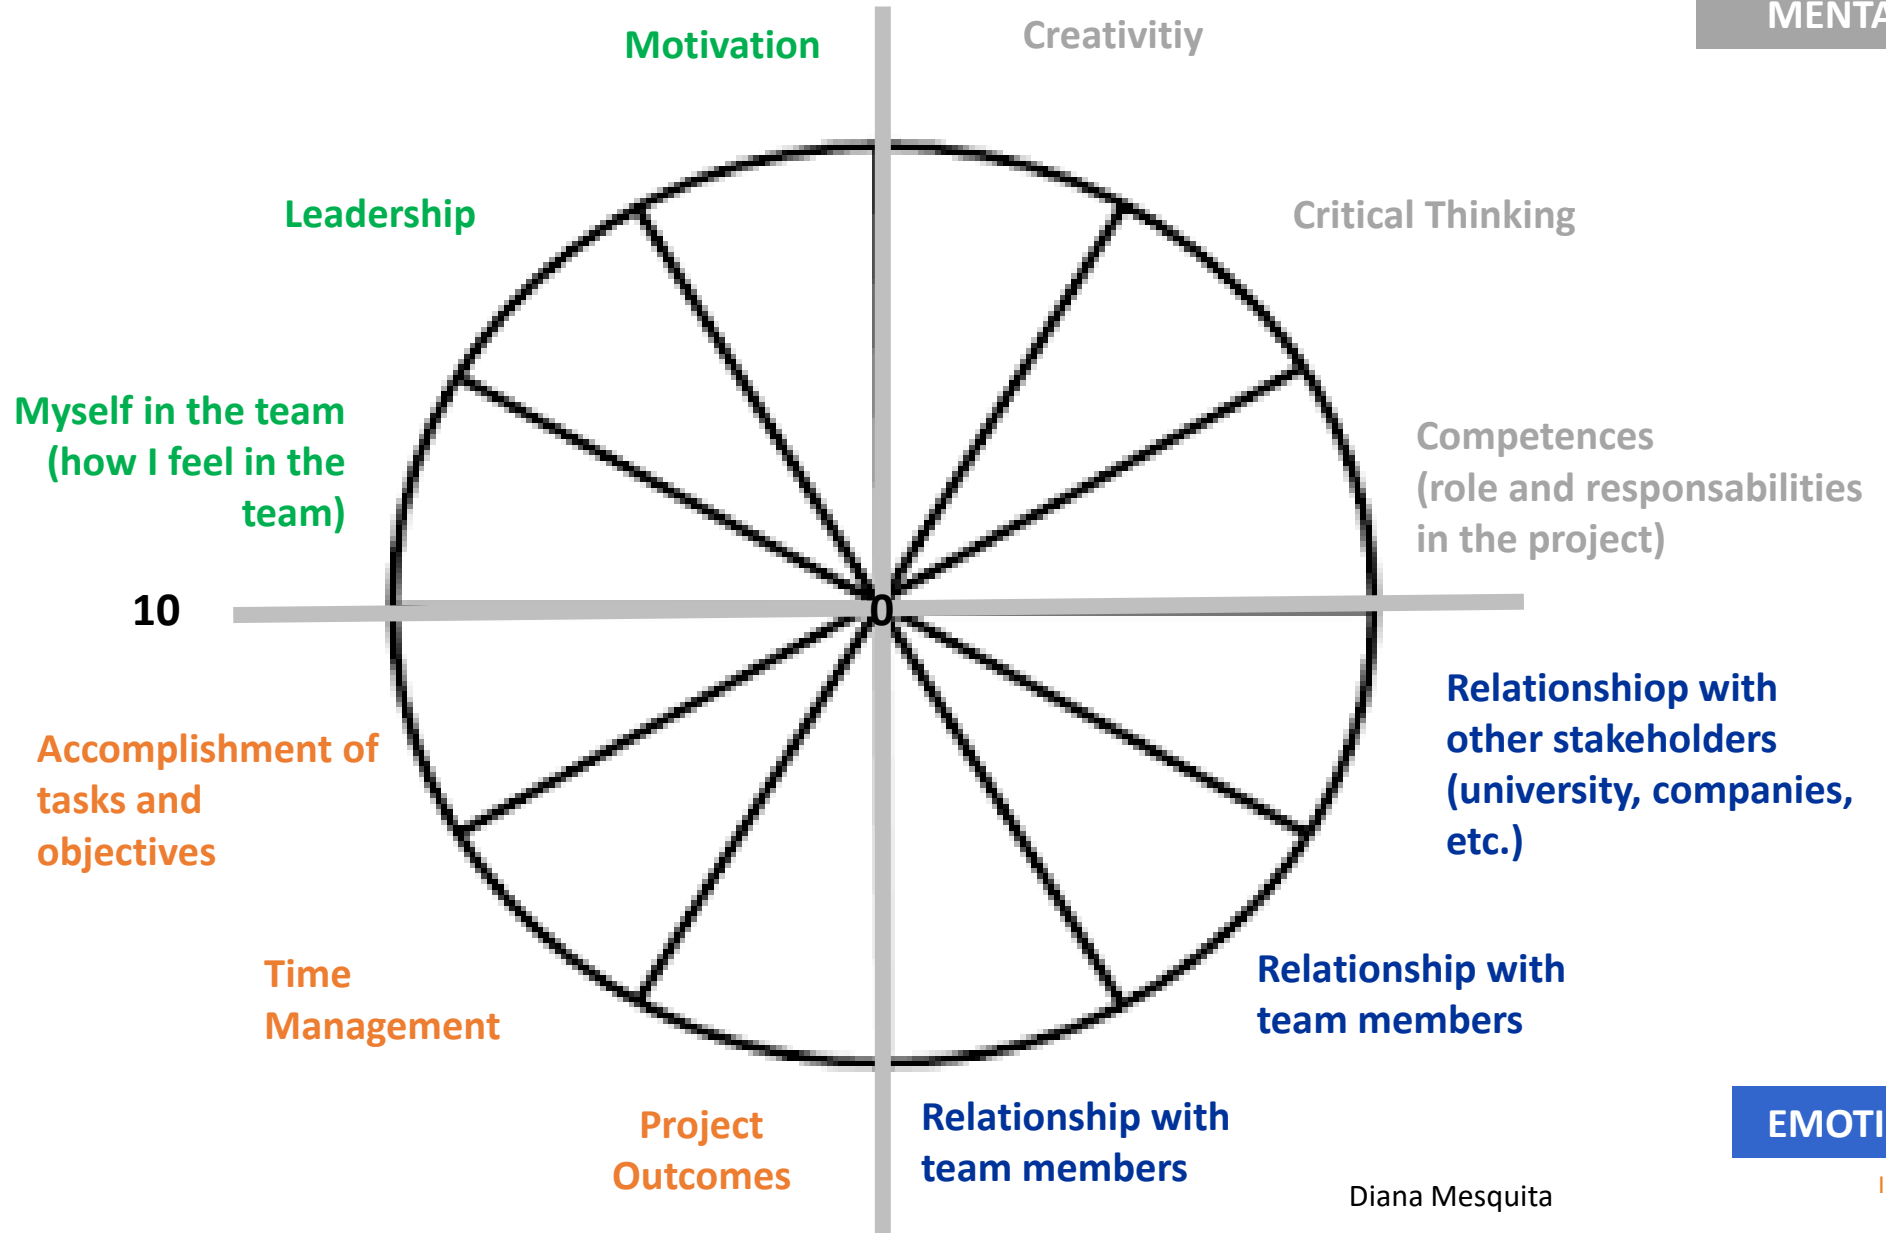 MENTA
Motivation
Creativitiy
Leadership
Critical Thinking
Myself in the team
(how I feel in the
team)
Competences
(role and responsabilities
in the project)
10
0
Relationshiop with
other stakeholders
(university, companies,
etc.)
Accomplishment of
tasks and
objectives
Time
Management
Relationship with
team members
Project
Outcomes
Relationship with
team members
EMOTI
Diana Mesquita
I